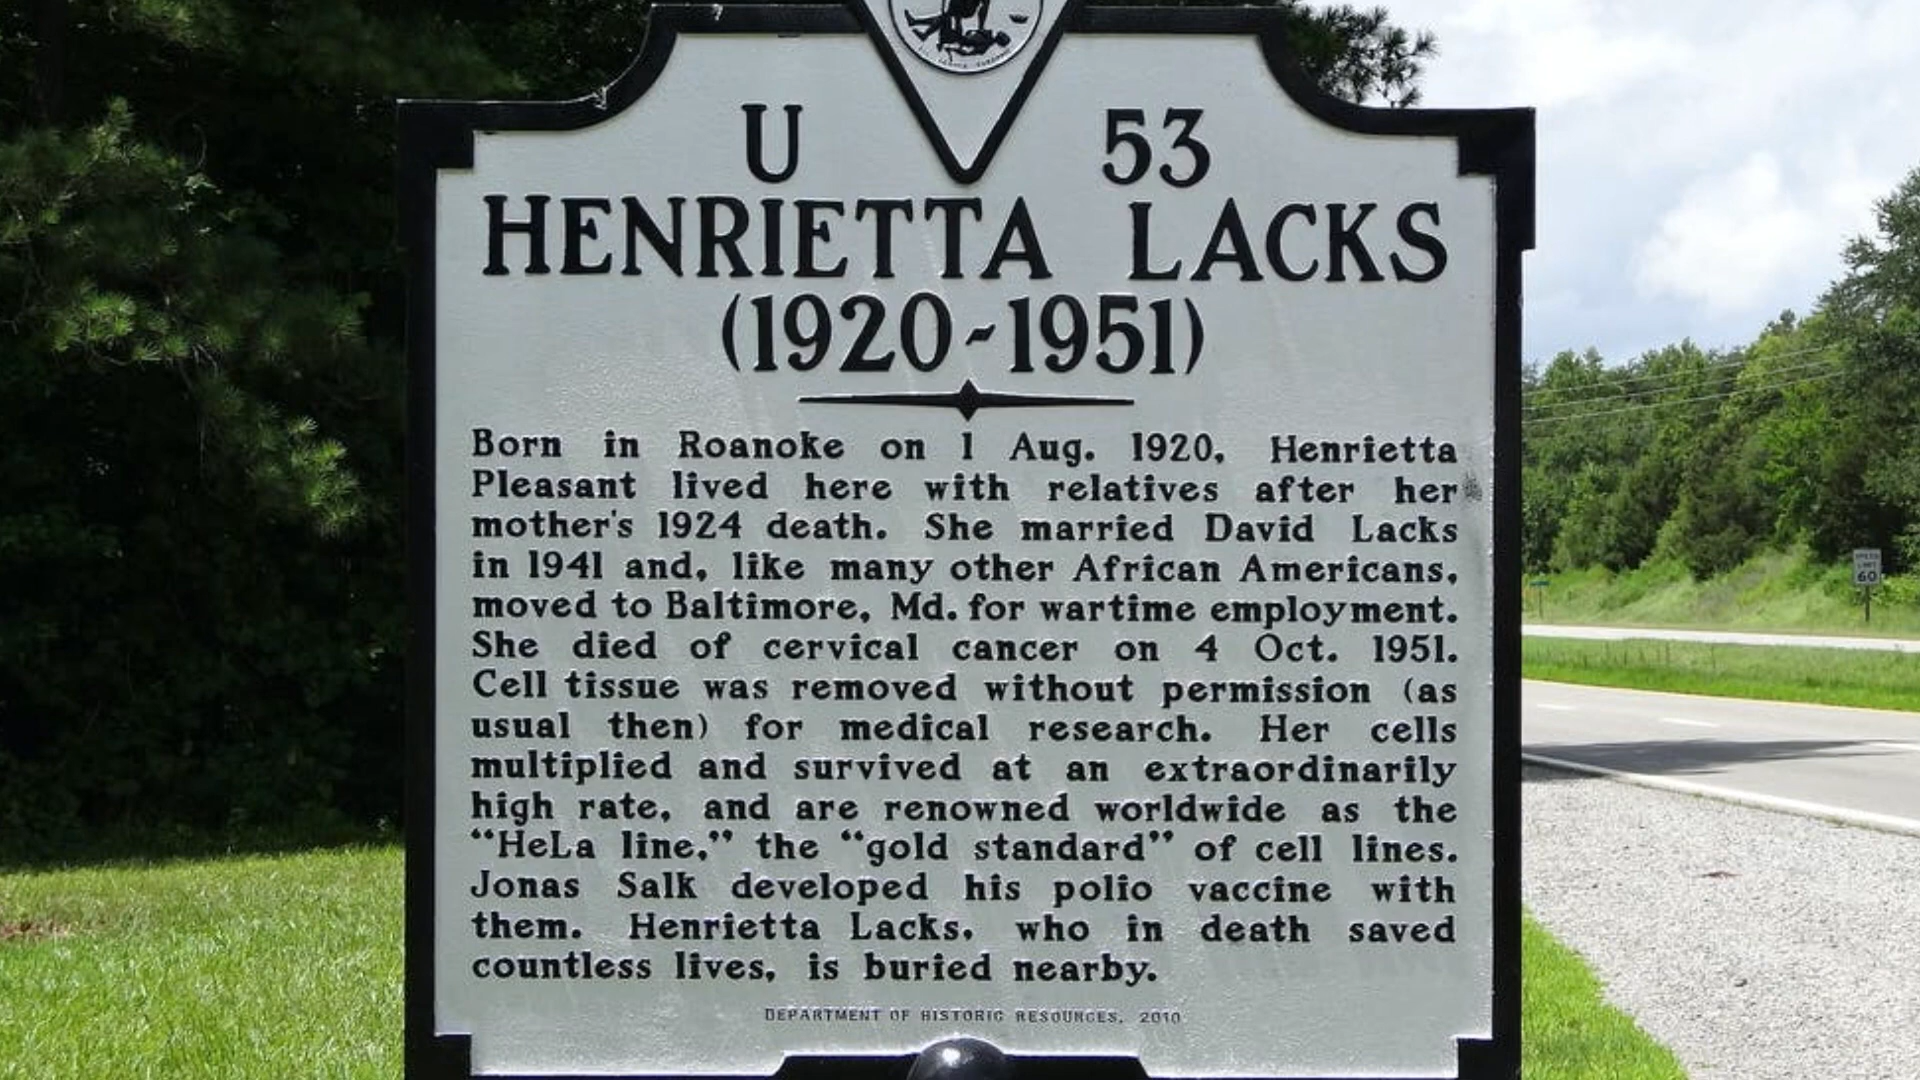 U 53
HENRIETTA LACKS
(1920-1951)
Born in Roanoke on 1 Aug. 1920, Henrietta
Pleasant lived here with relatives after her
mother's 1924 death. She married David Lacks
in 1941 and, like many other African Americans,
moved to Baltimore, Md. for wartime employment.
She died of cervical cancer on 4 Oct. 1951.
Cell tissue was removed without permission (as
usual then) for medical research. Her cells
multiplied and survived at an extraordinarily
high rate, and are renowned worldwide as the
“HeLa line,” the “gold standard” of cell lines.
Jonas Salk developed his polio vaccine with
them. Henrietta Lacks, who in death saved
countless lives, is buried nearby.
DEPARTMENT OF HISTORIC RESOURCES, 2010
SPEED
LIMIT
60